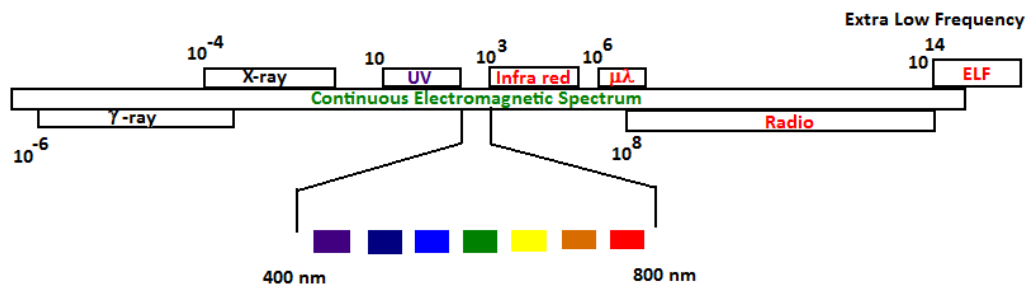 Extra Low Frequency
10^-4 10 10^3 10^6 10^14
X-ray UV Infra red μλ ELF
Continuous Electromagnetic Spectrum
γ-ray Radio
10^-6 10^8
400 nm 800 nm